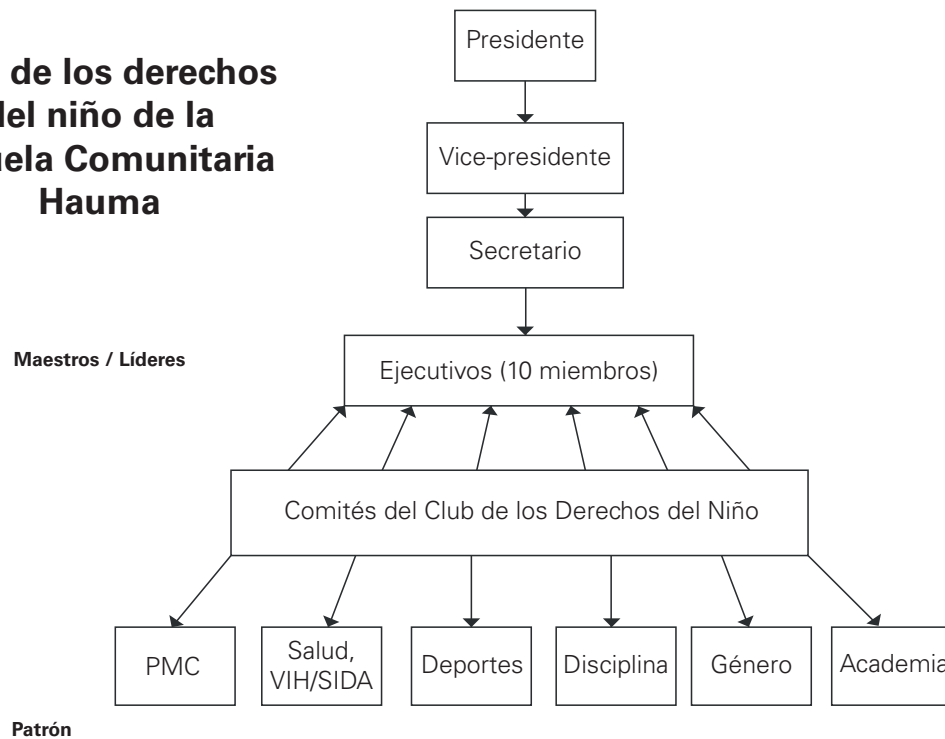 de los derechos
del niño de la
Comunitaria
Hauma
Presidente
Vice-presidente
Secretario
Maestros / Líderes
Ejecutivos (10 miembros)
Comités del Club de los Derechos del Niño
PMC
Salud,
VIH/SIDA
Deportes
Disciplina
Género
Academia
Patrón